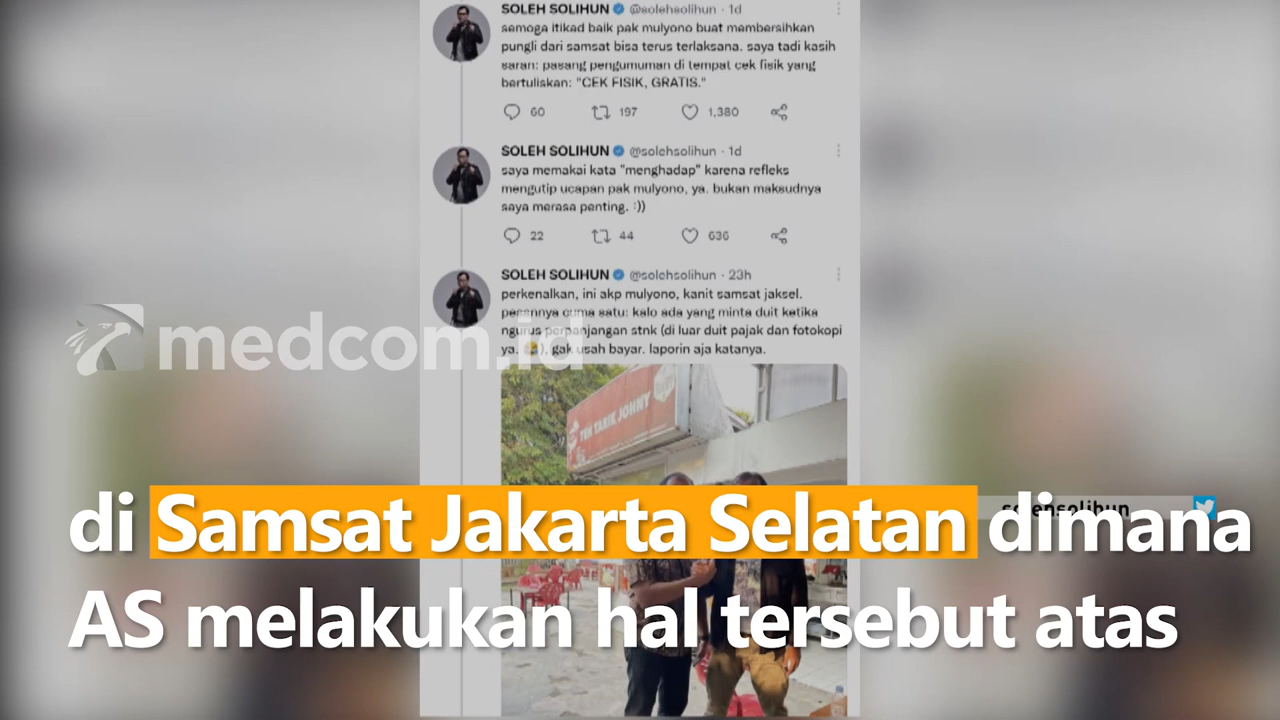 SOLEH SOLIHUN @solehsolihun · 1d
semoga itikad baik pak mulyono buat membersihkan
pungli dari samsat bisa terus terlaksana. saya tadi kasih
saran: pasang pengumuman di tempat cek fisik yang
bertuliskan: "CEK FISIK, GRATIS."
60 197 1,380
SOLEH SOLIHUN @solehsolihun · 1d
saya memakai kata "menghadap" karena refleks
mengutip ucapan pak mulyono, ya. bukan maksudnya
saya merasa penting. :))
22 44 636
SOLEH SOLIHUN @solehsolihun · 23h
perkenalkan, ini akp mulyono, kanit samsat jaksel.
pesannya cuma satu: kalo ada yang minta duit ketika
ngurus perpanjangan stnk (di luar duit pajak dan fotokopi
ya. 😂), gak usah bayar. laporin aja katanya.
medcom.id
TEH TARIK JOHNY
solehsolihun
di Samsat Jakarta Selatan dimana
AS melakukan hal tersebut atas